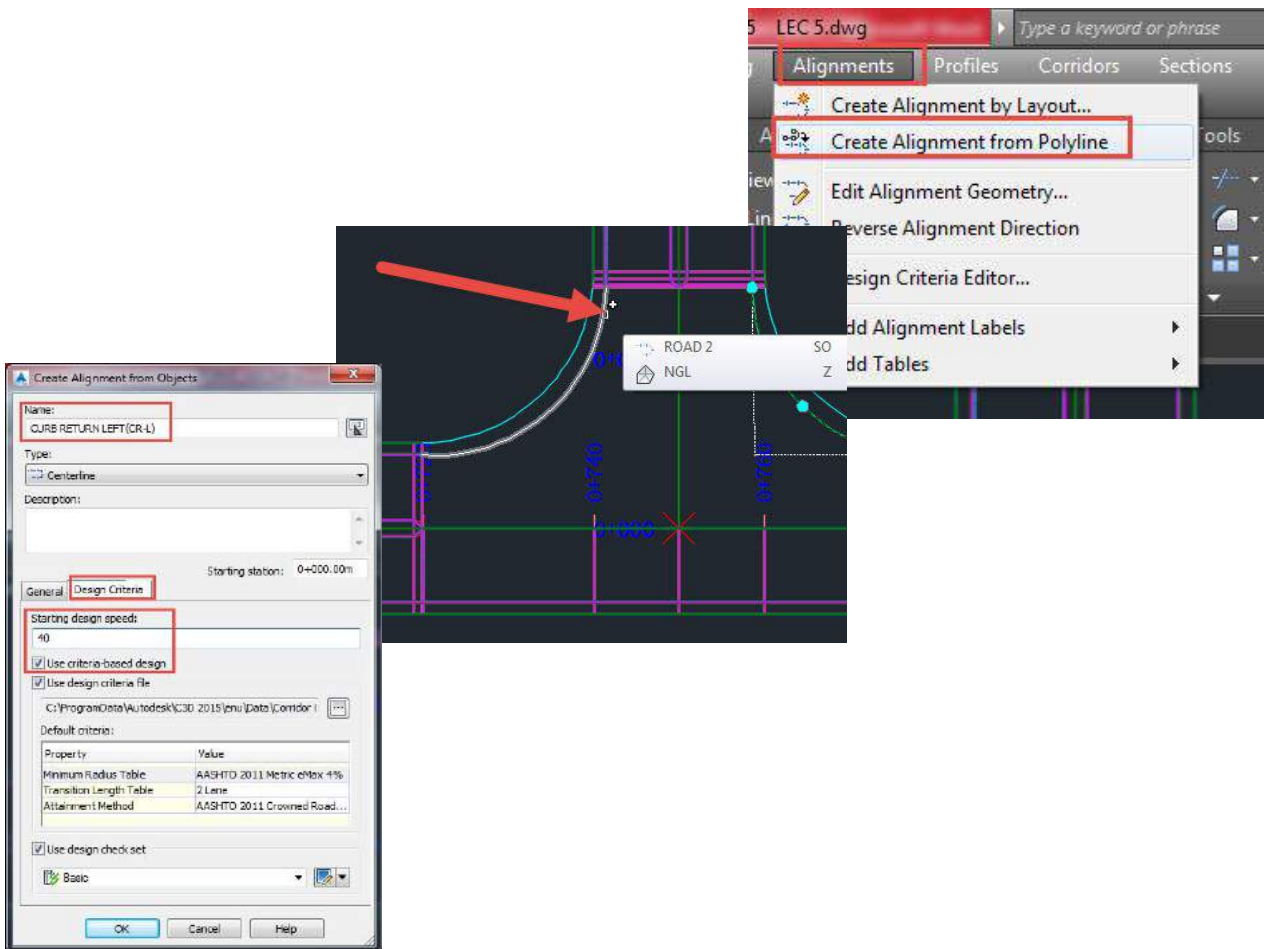 5 LEC 5.dwg
Type a keyword or phrase
Alignments Profiles Corridors Sections
Create Alignment by Layout...
Create Alignment from Polyline
Tools
Edit Alignment Geometry...
Reverse Alignment Direction
Design Criteria Editor...
Add Alignment Labels
Add Tables
ROAD 2 SO
NGL Z
0+740
0+760
0+000
Create Alignment from Objects
Name:
CURB RETURN LEFT(CR-L)
Type:
Centerline
Description:
Starting station: 0+000.00m
General Design Criteria
Starting design speed:
40
Use criteria-based design
Use design criteria file
C:\ProgramData\Autodesk\C3D 2015\enu\Data\Corridor
Default criteria:
Property Value
Minimum Radius Table AASHTO 2011 Metric eMax 4%
Transition Length Table 2 Lane
Attainment Method AASHTO 2011 Crowned Road...
Use design check set
Basic
OK Cancel Help